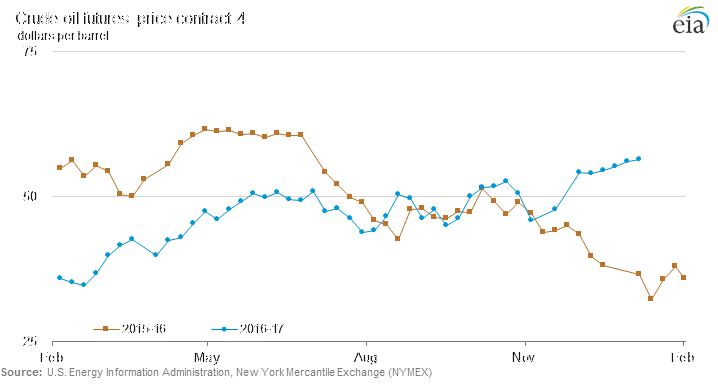 Crude oil futures price contract 4
dollars per barrel
eia
75
50
25
2015-16
2016-17
Feb
May
Aug
Nov
Feb
Source: U.S. Energy Information Administration, New York Mercantile Exchange (NYMEX)